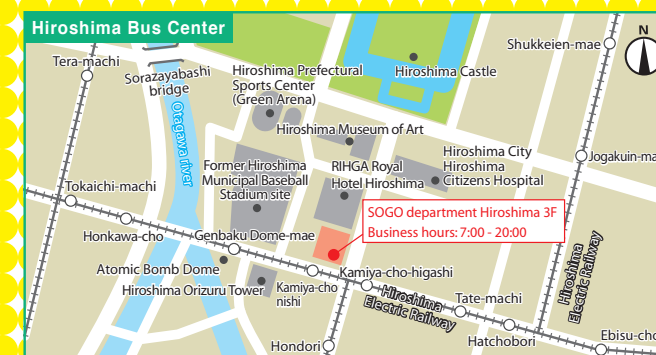 Hiroshima Bus Center
N
Shukkeien-mae
Tera-machi
Sorazayabashi
bridge
Hiroshima Prefectural
Sports Center
(Green Arena)
Hiroshima Castle
Otagawa river
Hiroshima Museum of Art
Former Hiroshima
Municipal Baseball
Stadium site
RIHGA Royal
Hotel Hiroshima
Hiroshima City
Hiroshima
Citizens Hospital
Jogakuin-ma
Tokaichi-machi
SOGO department Hiroshima 3F
Business hours: 7:00 - 20:00
Honkawa-cho
Genbaku Dome-mae
Atomic Bomb Dome
Hiroshima Orizuru Tower
Kamiya-cho
nishi
Kamiya-cho-higashi
Hiroshima
Electric Railway
Tate-machi
Hiroshima
Electric Railway
Hondori
Hatchobori
Ebisu-cho